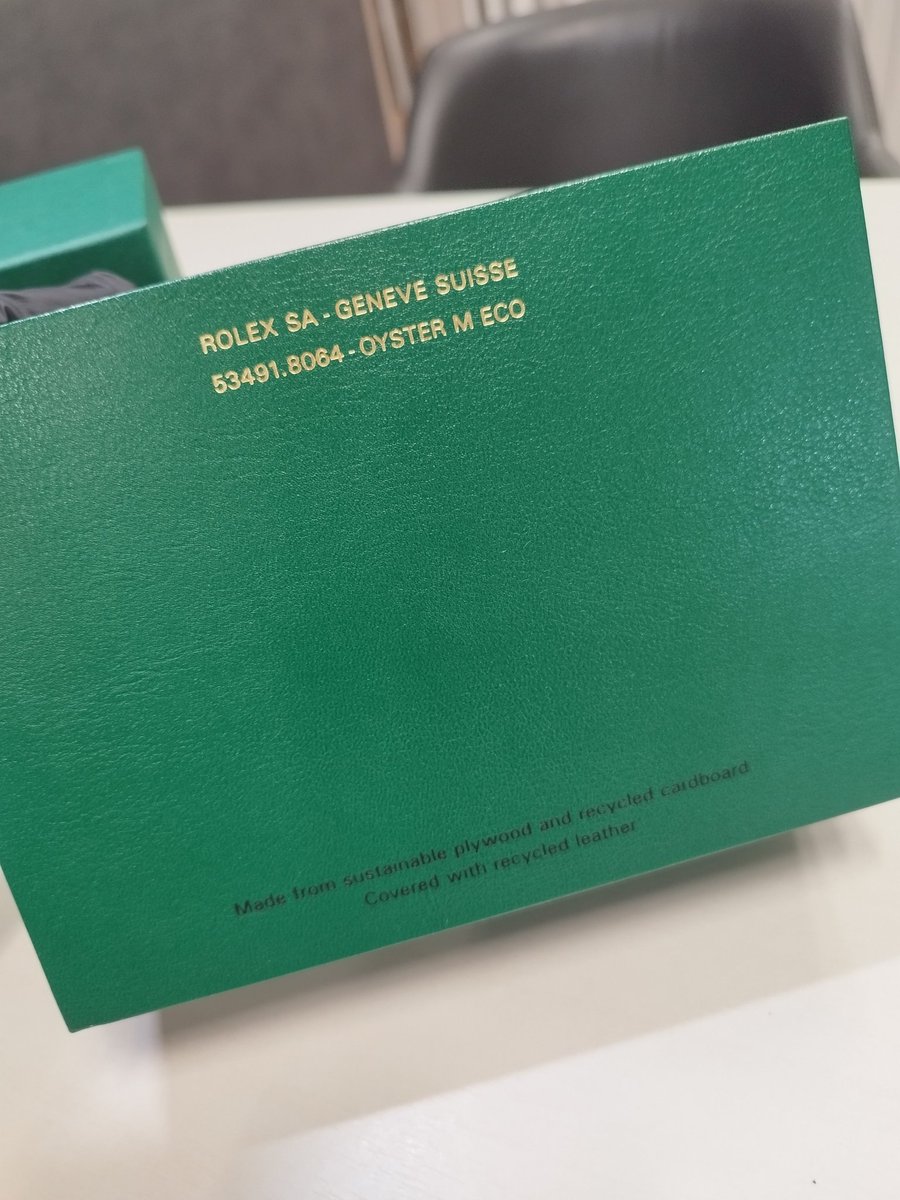 ROLEX SA - GENEVE SUISSE
53491.8064 - OYSTER M ECO
Made from sustainable plywood and recycled cardboard
Covered with recycled leather